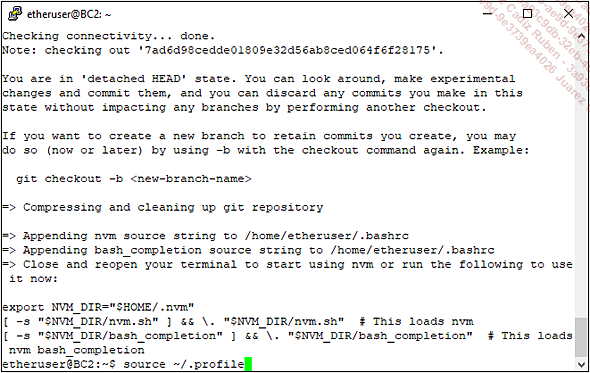 etheruser@BC2: ~
Checking connectivity... done.
Note: checking out '7ad6d98cedde01809e32d56ab8ced064f6f28175'.
You are in 'detached HEAD' state. You can look around, make experimental
changes and commit them, and you can discard any commits you make in this
state without impacting any branches by performing another checkout.
If you want to create a new branch to retain commits you create, you may
do so (now or later) by using -b with the checkout command again. Example:
git checkout -b <new-branch-name>
=> Compressing and cleaning up git repository
=> Appending nvm source string to /home/etheruser/.bashrc
=> Appending bash_completion source string to /home/etheruser/.bashrc
=> Close and reopen your terminal to start using nvm or run the following to use
it now:
export NVM_DIR="$HOME/.nvm"
[ -s "$NVM_DIR/nvm.sh" ] && \. "$NVM_DIR/nvm.sh"  # This loads nvm
[ -s "$NVM_DIR/bash_completion" ] && \. "$NVM_DIR/bash_completion"  # This loads
nvm bash_completion
etheruser@BC2:~$ source ~/.profile